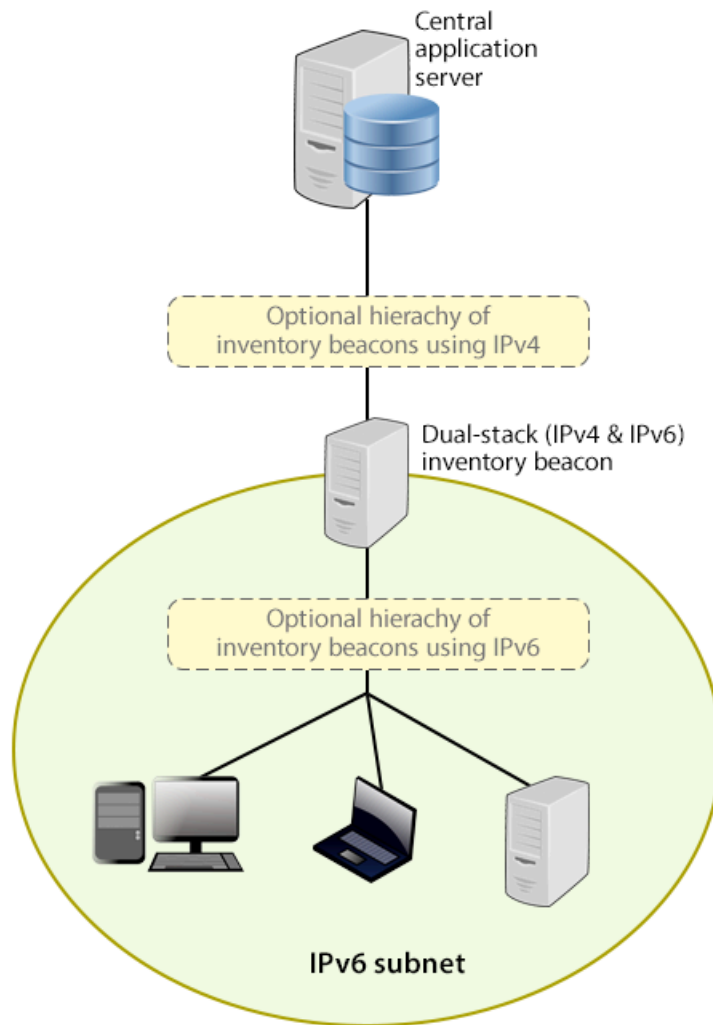 Central
application
server
Optional hierachy of
inventory beacons using IPv4
Dual-stack (IPv4 & IPv6)
inventory beacon
Optional hierachy of
inventory beacons using IPv6
IPv6 subnet